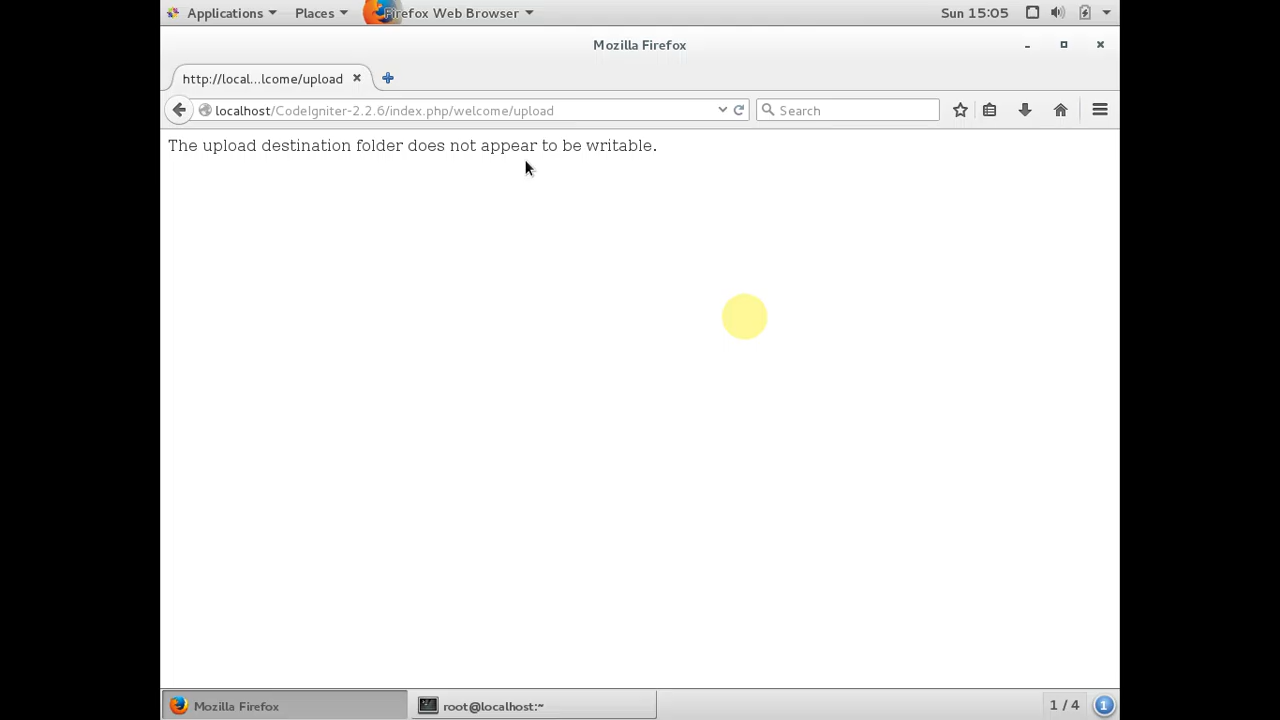 Applications Places Firefox Web Browser Sun 15:05
Mozilla Firefox
http://local...lcome/upload
localhost/CodeIgniter-2.2.6/index.php/welcome/upload Search
The upload destination folder does not appear to be writable.
Mozilla Firefox root@localhost:~ 1 / 4 1